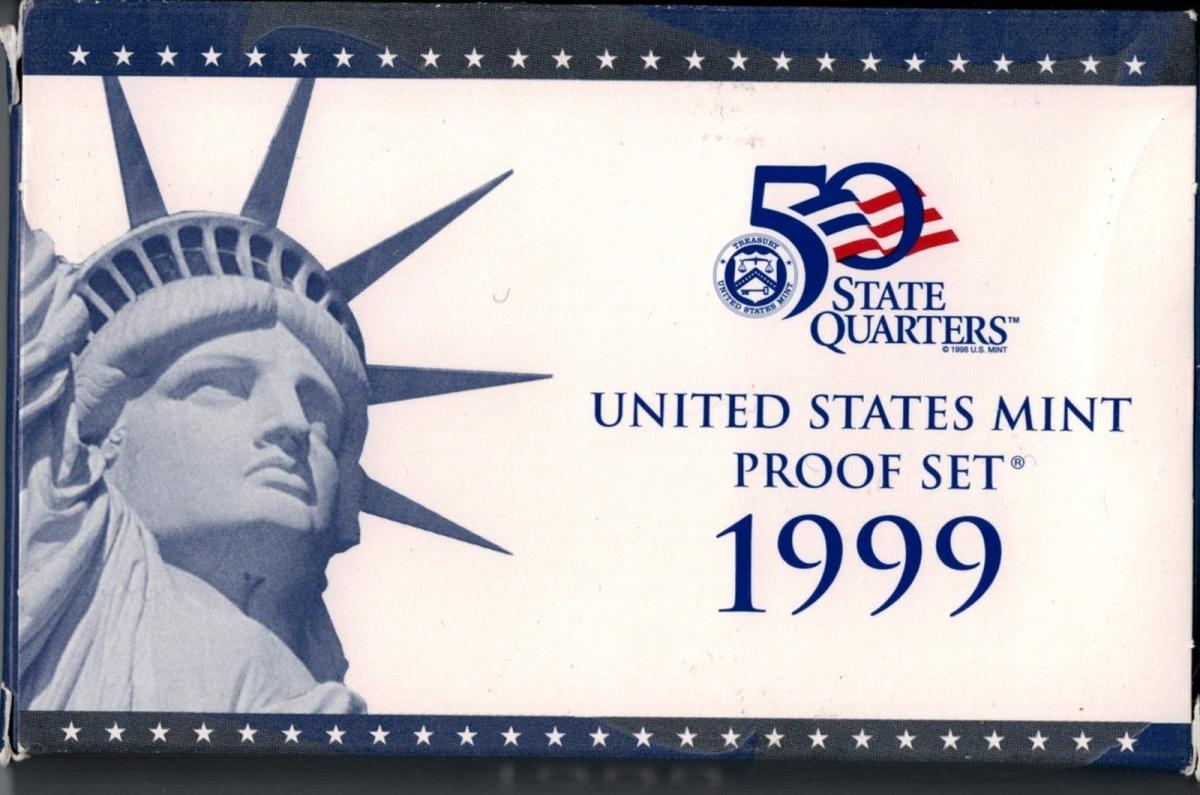 50
TREASURY
UNITED STATES MINT
STATE
QUARTERS™
© 1998 U.S. MINT
UNITED STATES MINT
PROOF SET®
1999